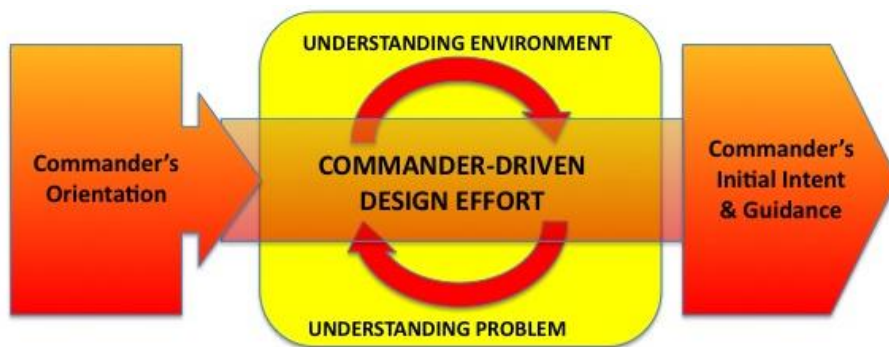 Commander's
Orientation
UNDERSTANDING ENVIRONMENT
COMMANDER-DRIVEN
DESIGN EFFORT
UNDERSTANDING PROBLEM
Commander's
Initial Intent
& Guidance